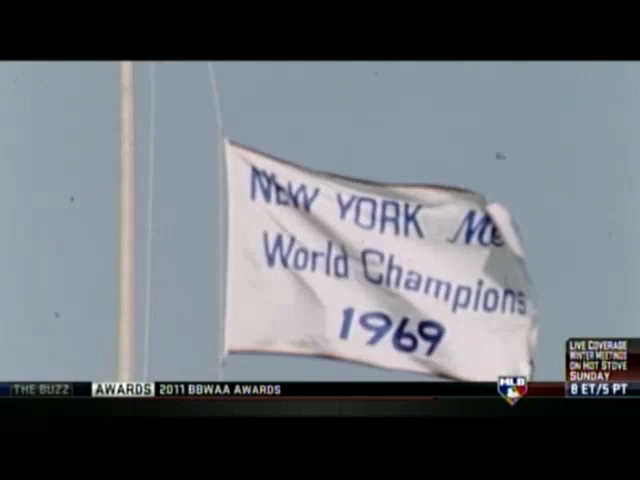 NEW YORK Me
World Champions
1969
LIVE COVERAGE
WINTER MEETINGS
ON HOT STOVE
SUNDAY
8 ET/5 PT
THE BUZZ AWARDS 2011 BBWAA AWARDS
MLB